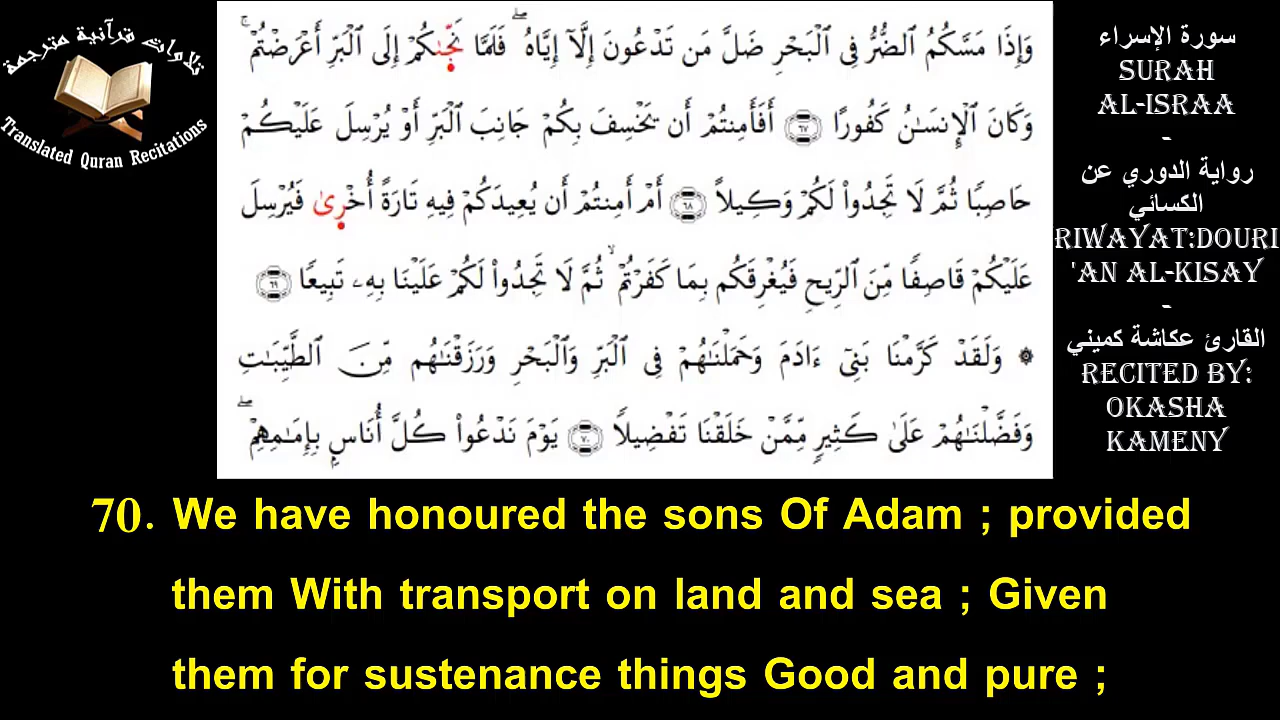 تلاوات قرآنية مترجمة
Translated Quran Recitations
وَإِذَا مَسَّكُمُ ٱلضُّرُّ فِى ٱلْبَحْرِ ضَلَّ مَن تَدْعُونَ إِلَّآ إِيَّاهُ ۖ فَلَمَّا نَجَّىٰكُمْ إِلَى ٱلْبَرِّ أَعْرَضْتُمْ ۚ
وَكَانَ ٱلْإِنسَـٰنُ كَفُورًا ٦٧ أَفَأَمِنتُمْ أَن يَخْسِفَ بِكُمْ جَانِبَ ٱلْبَرِّ أَوْ يُرْسِلَ عَلَيْكُمْ
حَاصِبًا ثُمَّ لَا تَجِدُوا۟ لَكُمْ وَكِيلاً ٦٨ أَمْ أَمِنتُمْ أَن يُعِيدَكُمْ فِيهِ تَارَةً أُخْرِىٰ فَيُرْسِلَ
عَلَيْكُمْ قَاصِفًا مِّنَ ٱلرِّيحِ فَيُغْرِقَكُم بِمَا كَفَرْتُمْ ۙ ثُمَّ لَا تَجِدُوا۟ لَكُمْ عَلَيْنَا بِهِۦ تَبِيعًا ٦٩
۞ وَلَقَدْ كَرَّمْنَا بَنِىٓ ءَادَمَ وَحَمَلْنَـٰهُمْ فِى ٱلْبَرِّ وَٱلْبَحْرِ وَرَزَقْنَـٰهُم مِّنَ ٱلطَّيِّبَـٰتِ
وَفَضَّلْنَـٰهُمْ عَلَىٰ كَثِيرٍ مِّمَّنْ خَلَقْنَا تَفْضِيلاً ٧٠ يَوْمَ نَدْعُوا۟ كُلَّ أُنَاسٍ بِإِمَـٰمِهِمْ ۖ
سورة الإسراء
SURAH
AL-ISRAA
-
رواية الدوري عن
الكسائي
RIWAYAT:DOURI
'AN AL-KISAY
-
القارئ عكاشة كميني
RECITED BY:
OKASHA
KAMENY
70. We have honoured the sons Of Adam ; provided
them With transport on land and sea ; Given
them for sustenance things Good and pure ;